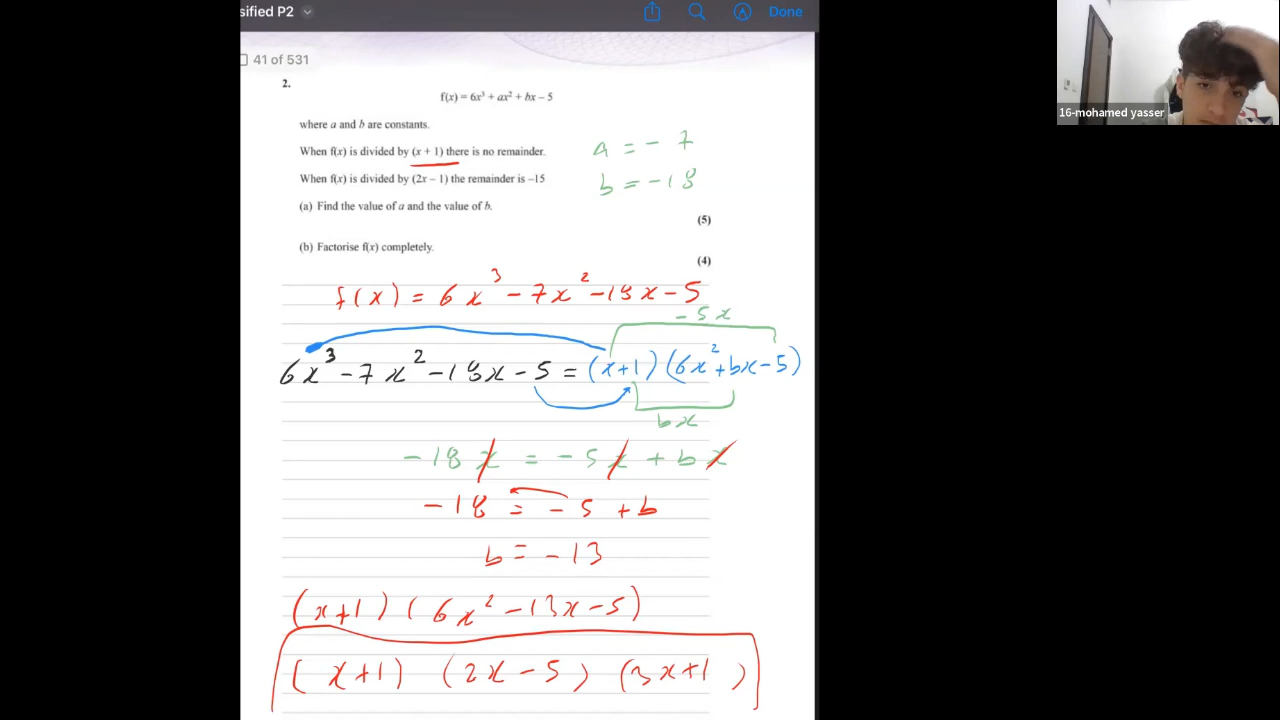 sified P2
Done
41 of 531
2.
f(x) = 6x³ + ax² + bx – 5
where a and b are constants.
When f(x) is divided by (x + 1) there is no remainder.
When f(x) is divided by (2x – 1) the remainder is –15
(a) Find the value of a and the value of b.
(5)
(b) Factorise f(x) completely.
(4)
a = -7
b = -18
f(x) = 6x³ - 7x² - 18x - 5
-5x
6x³ - 7x² - 18x - 5 = (x+1)(6x² + bx - 5)
bx
-18x = -5x + bx
-18 = -5 + b
b = -13
(x+1)(6x² - 13x - 5)
(x+1) (2x - 5) (3x+1)
16-mohamed yasser